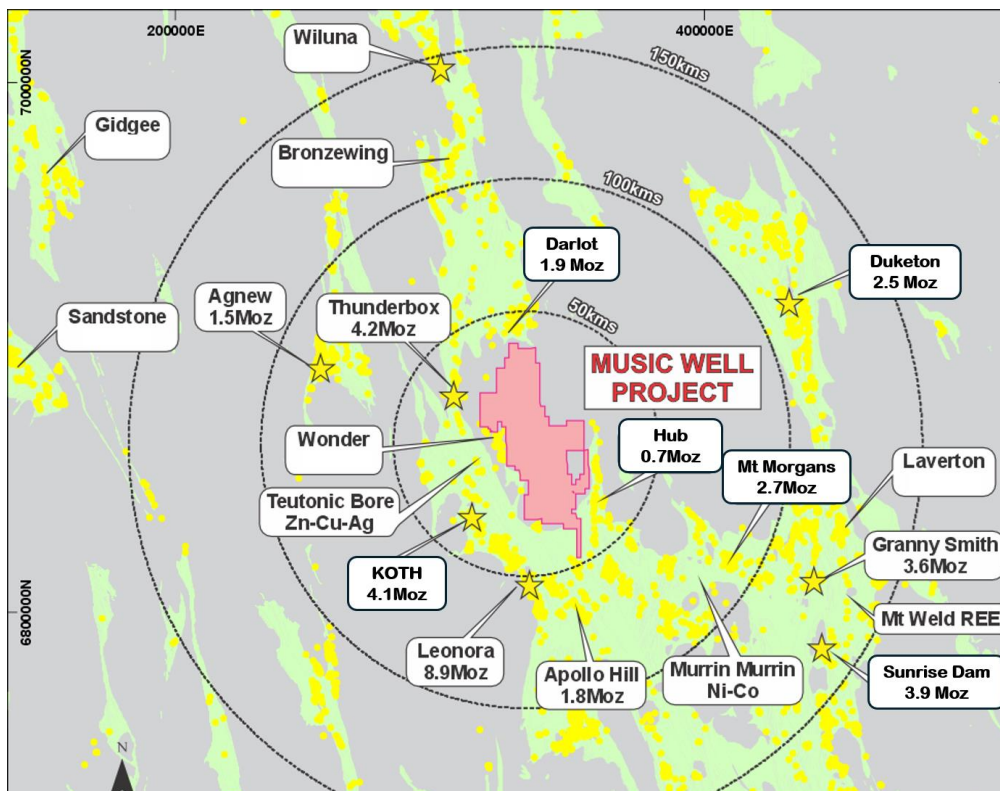 200000E
400000E
Wiluna
150kms
7000000N
Gidgee
Bronzewing
100kms
Darlot
1.9 Moz
Duketon
2.5 Moz
Agnew
1.5Moz
Thunderbox
4.2Moz
50kms
Sandstone
MUSIC WELL
PROJECT
Hub
0.7Moz
Wonder
Mt Morgans
2.7Moz
Laverton
Teutonic Bore
Zn-Cu-Ag
Granny Smith
3.6Moz
KOTH
4.1Moz
6800000N
Mt Weld REE
Leonora
8.9Moz
Apollo Hill
1.8Moz
Murrin Murrin
Ni-Co
Sunrise Dam
3.9 Moz
N